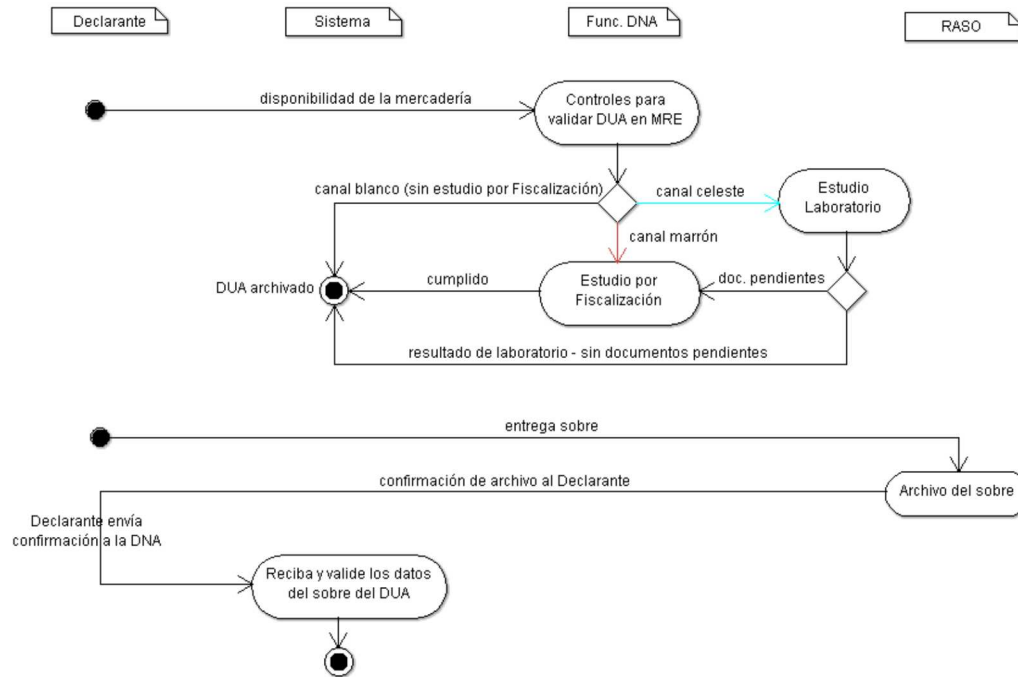 Declarante
Sistema
Func. DNA
RASO
disponibilidad de la mercadería
Controles para
validar DUA en MRE
canal blanco (sin estudio por Fiscalización)
canal celeste
Estudio
Laboratorio
canal marrón
DUA archivado
cumplido
Estudio por
Fiscalización
doc. pendientes
resultado de laboratorio - sin documentos pendientes
entrega sobre
confirmación de archivo al Declarante
Archivo del sobre
Declarante envía
confirmación a la DNA
Reciba y valide los datos
del sobre del DUA